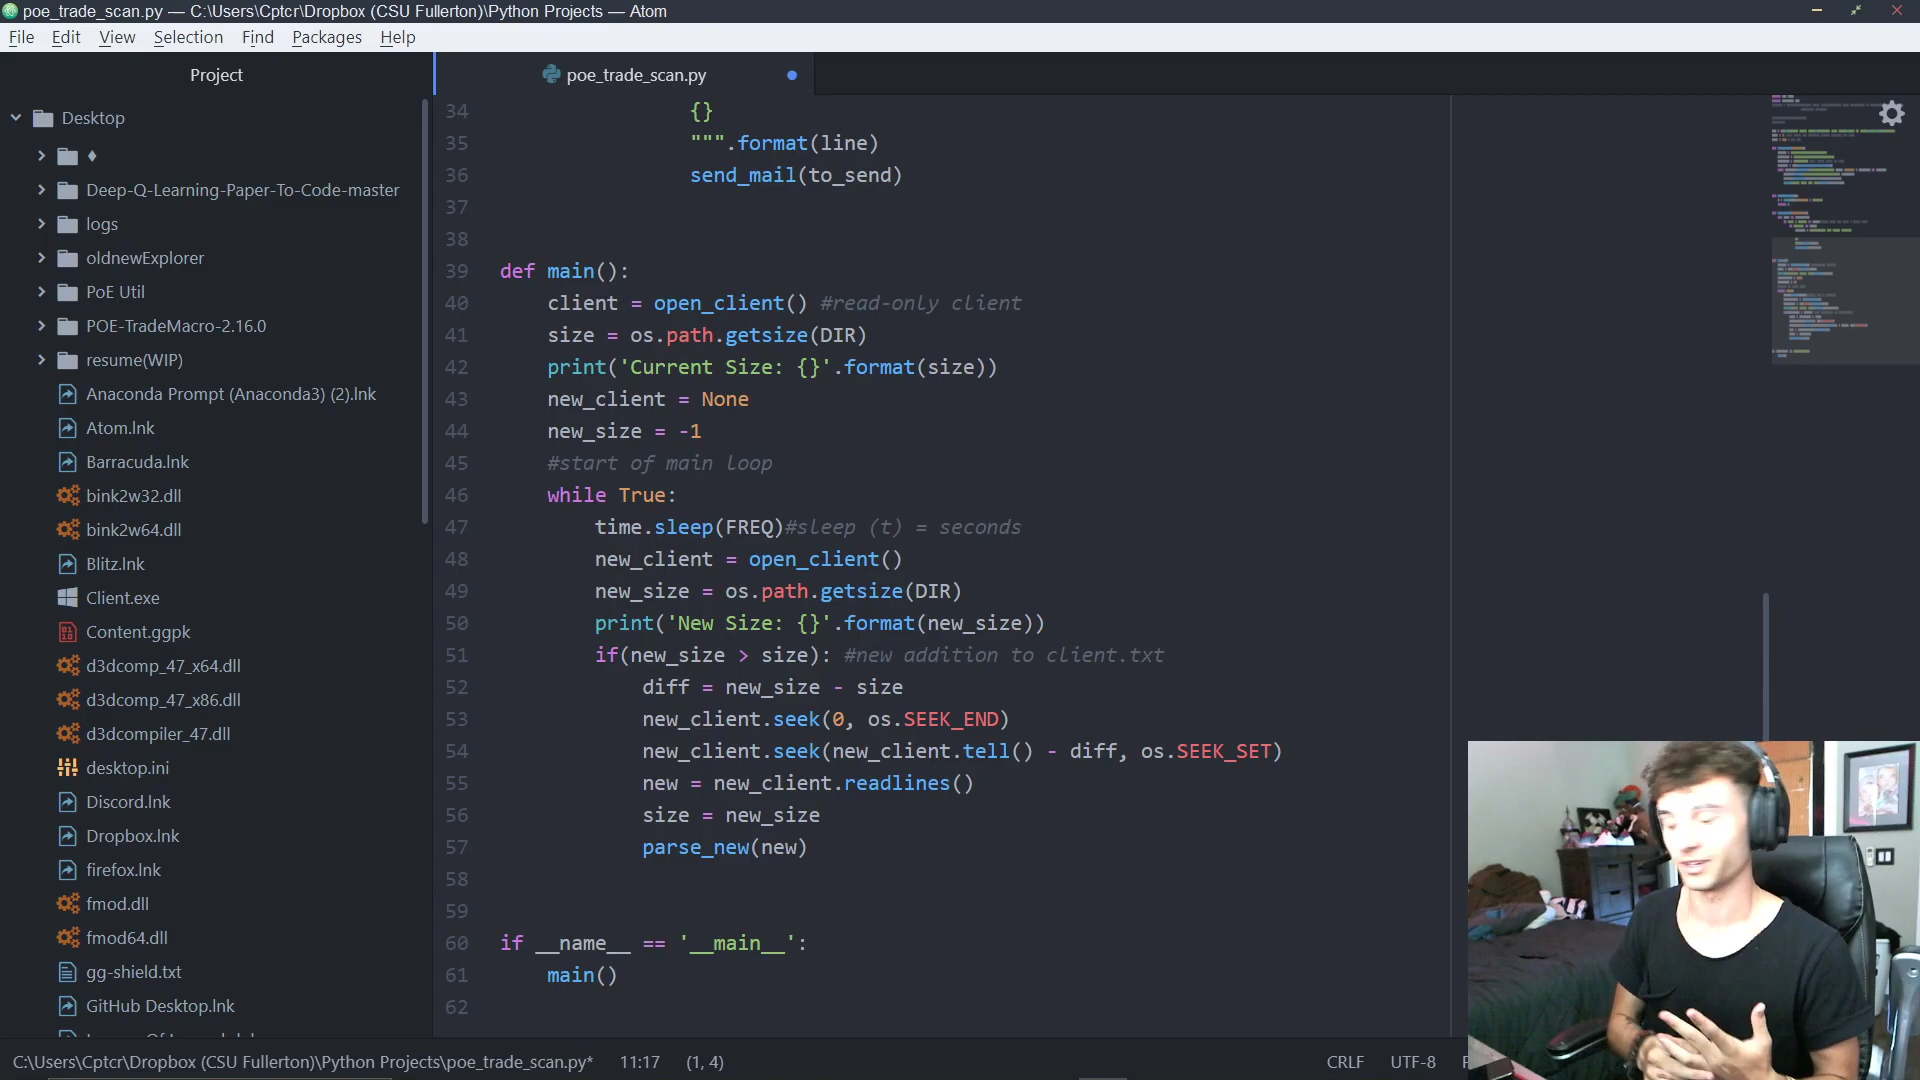 poe_trade_scan.py — C:\Users\Cptcr\Dropbox (CSU Fullerton)\Python Projects — Atom
File Edit View Selection Find Packages Help
Project
Desktop
Deep-Q-Learning-Paper-To-Code-master
logs
oldnewExplorer
PoE Util
POE-TradeMacro-2.16.0
resume(WIP)
Anaconda Prompt (Anaconda3) (2).lnk
Atom.lnk
Barracuda.lnk
bink2w32.dll
bink2w64.dll
Blitz.lnk
Client.exe
Content.ggpk
d3dcomp_47_x64.dll
d3dcomp_47_x86.dll
d3dcompiler_47.dll
desktop.ini
Discord.lnk
Dropbox.lnk
firefox.lnk
fmod.dll
fmod64.dll
gg-shield.txt
GitHub Desktop.lnk
poe_trade_scan.py
34 {}
35 """.format(line)
36 send_mail(to_send)
37
38
39 def main():
40 client = open_client() #read-only client
41 size = os.path.getsize(DIR)
42 print('Current Size: {}'.format(size))
43 new_client = None
44 new_size = -1
45 #start of main loop
46 while True:
47 time.sleep(FREQ)#sleep (t) = seconds
48 new_client = open_client()
49 new_size = os.path.getsize(DIR)
50 print('New Size: {}'.format(new_size))
51 if(new_size > size): #new addition to client.txt
52 diff = new_size - size
53 new_client.seek(0, os.SEEK_END)
54 new_client.seek(new_client.tell() - diff, os.SEEK_SET)
55 new = new_client.readlines()
56 size = new_size
57 parse_new(new)
58
59
60 if __name__ == '__main__':
61 main()
62
C:\Users\Cptcr\Dropbox (CSU Fullerton)\Python Projects\poe_trade_scan.py* 11:17 (1, 4) CRLF UTF-8